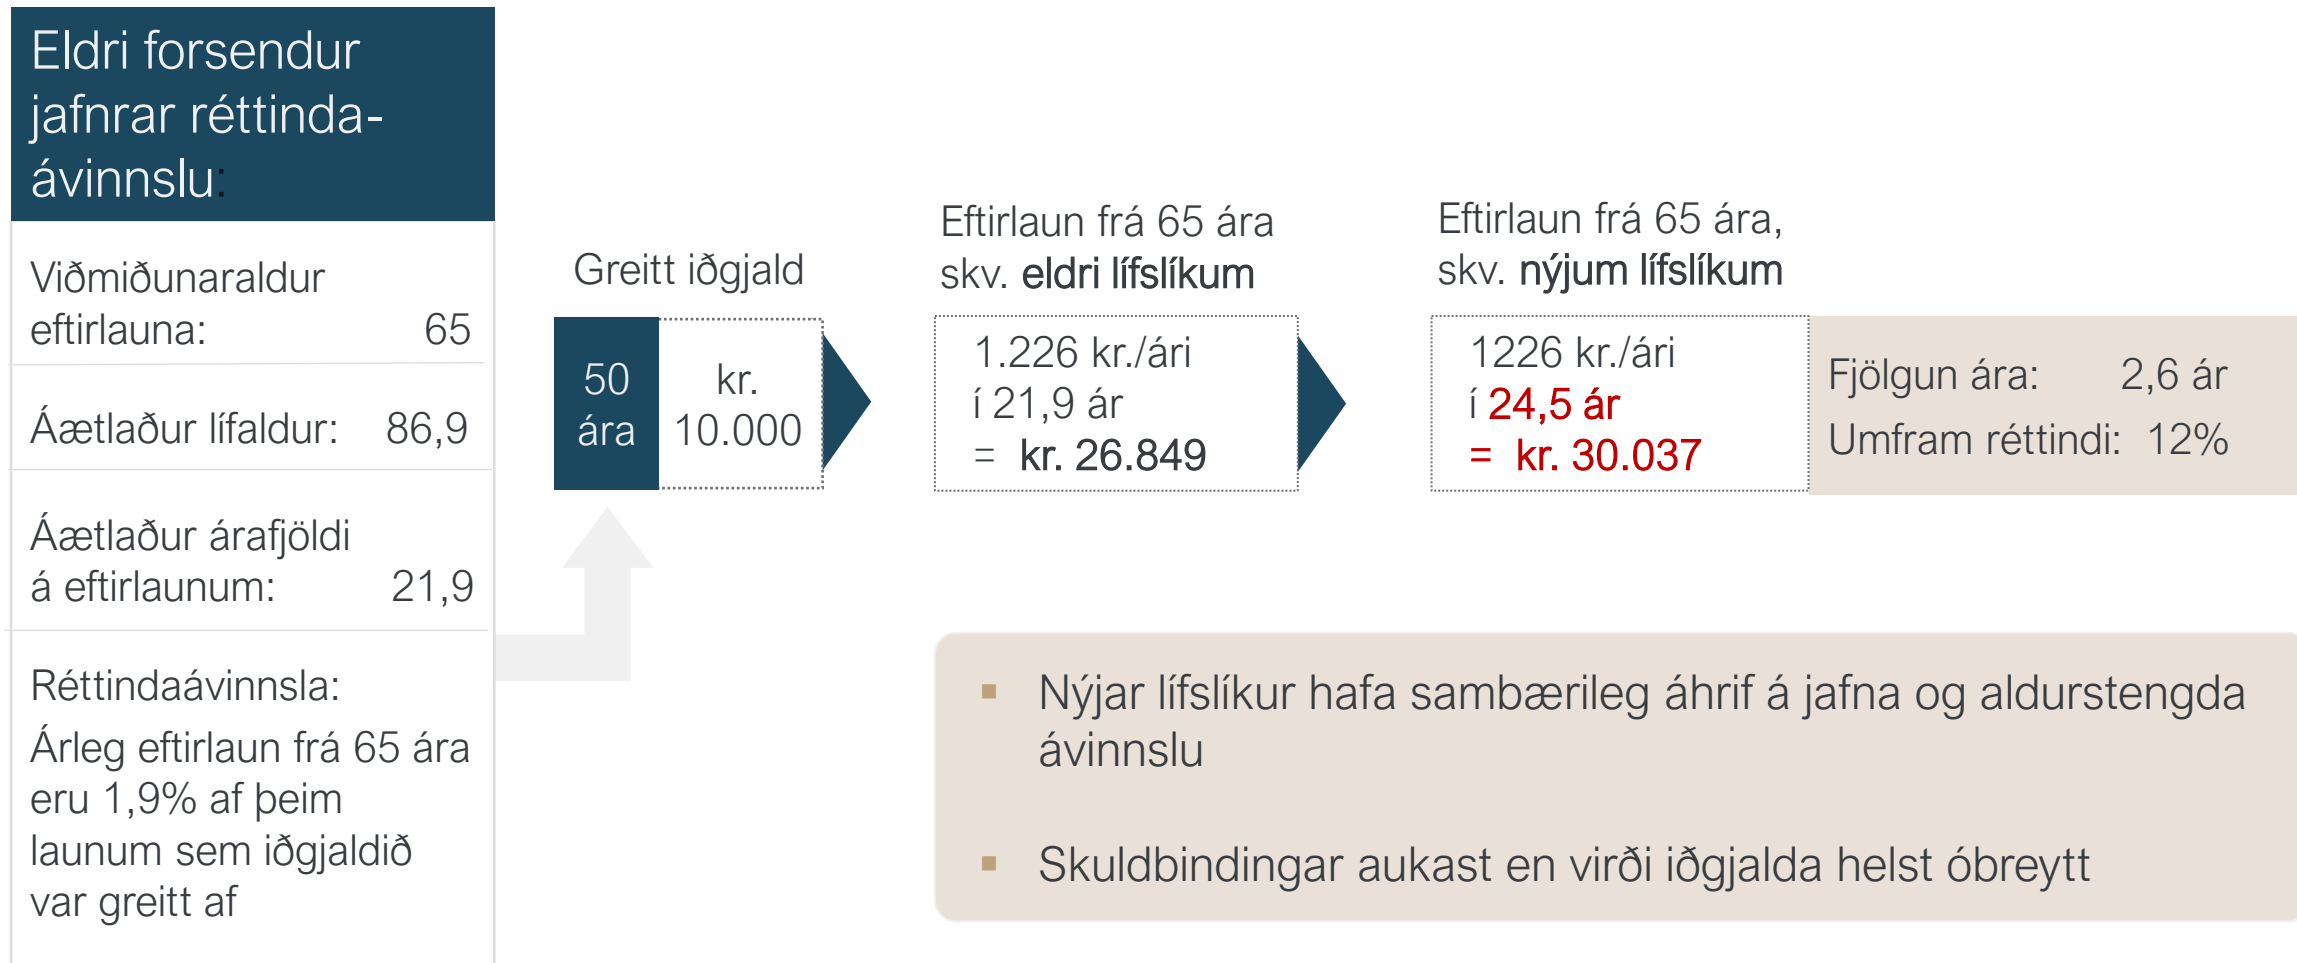 Eldri forsendur
jafnrar réttinda-
ávinnslu:
Viðmiðunaraldur
eftirlauna: 65
Áætlaður lífaldur: 86,9
Áætlaður árafjöldi
á eftirlaunum: 21,9
Réttindaávinnsla:
Árleg eftirlaun frá 65 ára
eru 1,9% af þeim
launum sem iðgjaldið
var greitt af
Greitt iðgjald
50
ára
kr.
10.000
Eftirlaun frá 65 ára
skv. eldri lífslíkum
1.226 kr./ári
í 21,9 ár
= kr. 26.849
Eftirlaun frá 65 ára,
skv. nýjum lífslíkum
1226 kr./ári
í 24,5 ár
= kr. 30.037
Fjölgun ára: 2,6 ár
Umfram réttindi: 12%
▪ Nýjar lífslíkur hafa sambærileg áhrif á jafna og aldurstengda
ávinnslu
▪ Skuldbindingar aukast en virði iðgjalda helst óbreytt